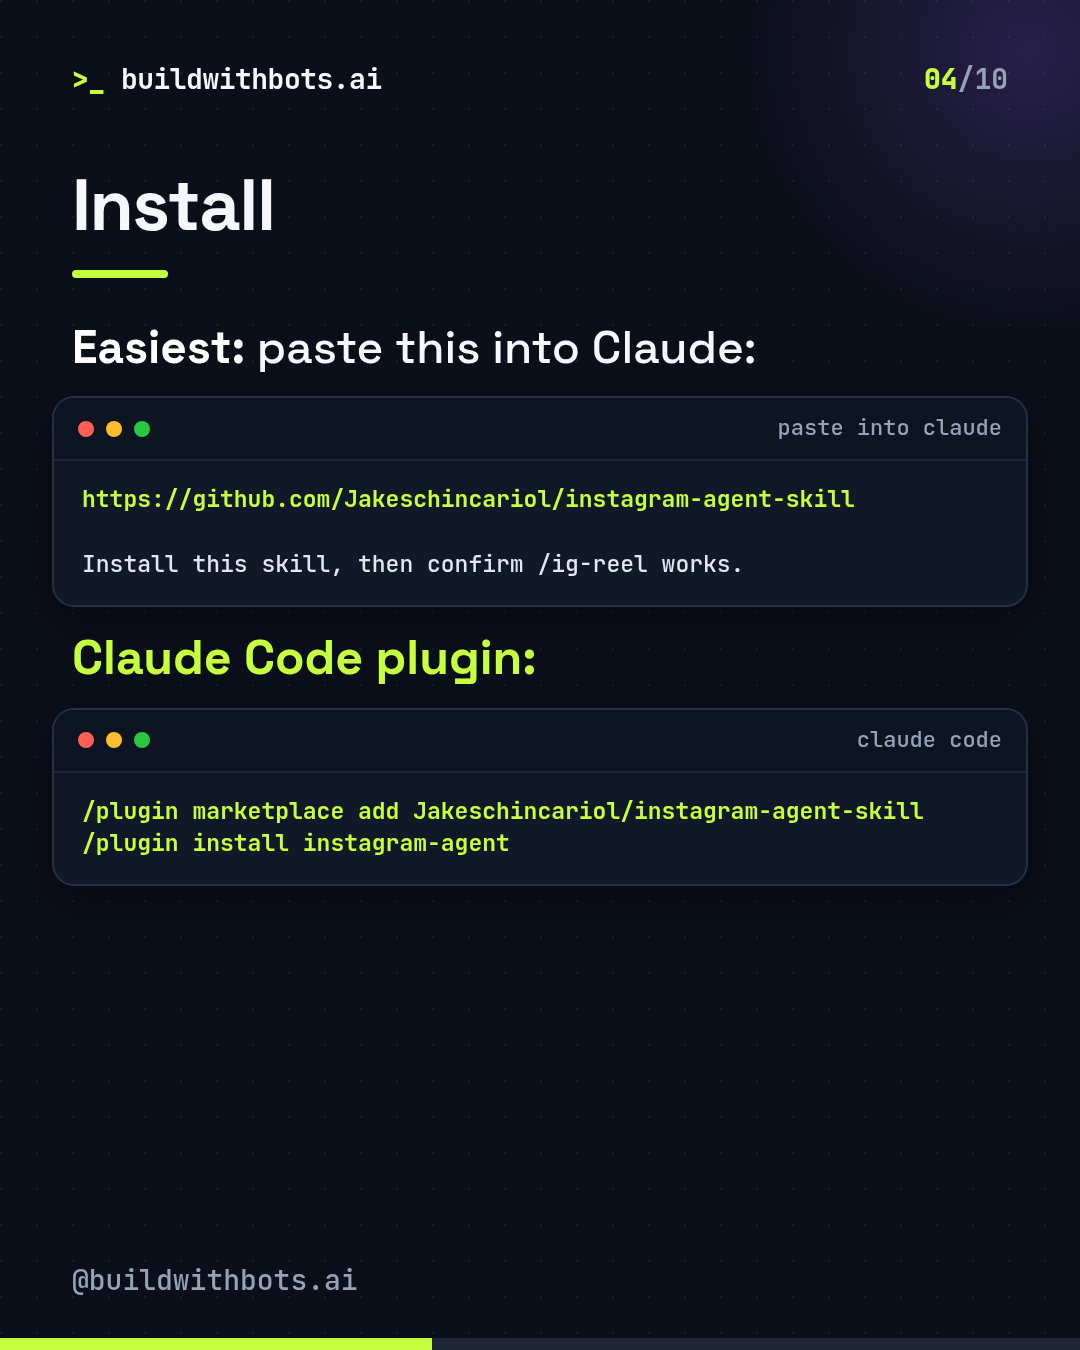 >_ buildwithbots.ai
04/10
Install
Easiest: paste this into Claude:
paste into claude
https://github.com/Jakeschincariol/instagram-agent-skill
Install this skill, then confirm /ig-reel works.
Claude Code plugin:
claude code
/plugin marketplace add Jakeschincariol/instagram-agent-skill
/plugin install instagram-agent
@buildwithbots.ai